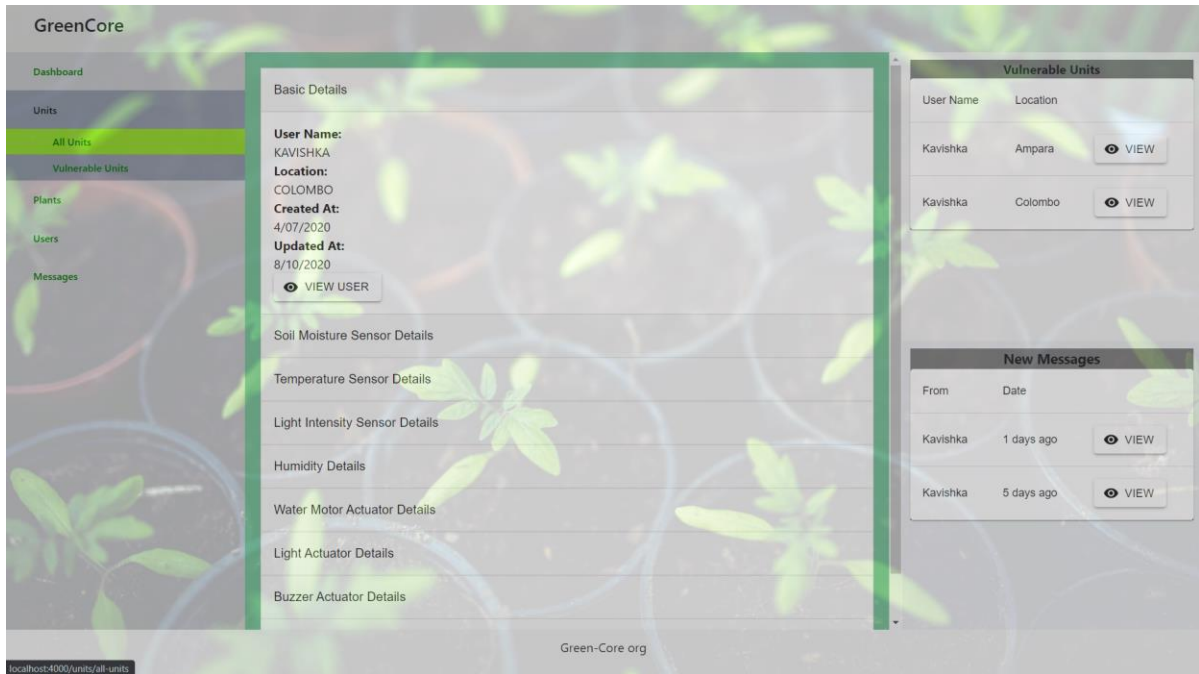 GreenCore
Dashboard
Units
All Units
Vulnerable Units
Plants
Users
Messages
Basic Details
User Name:
KAVISHKA
Location:
COLOMBO
Created At:
4/07/2020
Updated At:
8/10/2020
VIEW USER
Soil Moisture Sensor Details
Temperature Sensor Details
Light Intensity Sensor Details
Humidity Details
Water Motor Actuator Details
Light Actuator Details
Buzzer Actuator Details
Vulnerable Units
User Name Location
Kavishka Ampara VIEW
Kavishka Colombo VIEW
New Messages
From Date
Kavishka 1 days ago VIEW
Kavishka 5 days ago VIEW
Green-Core org
localhost:4000/units/all-units